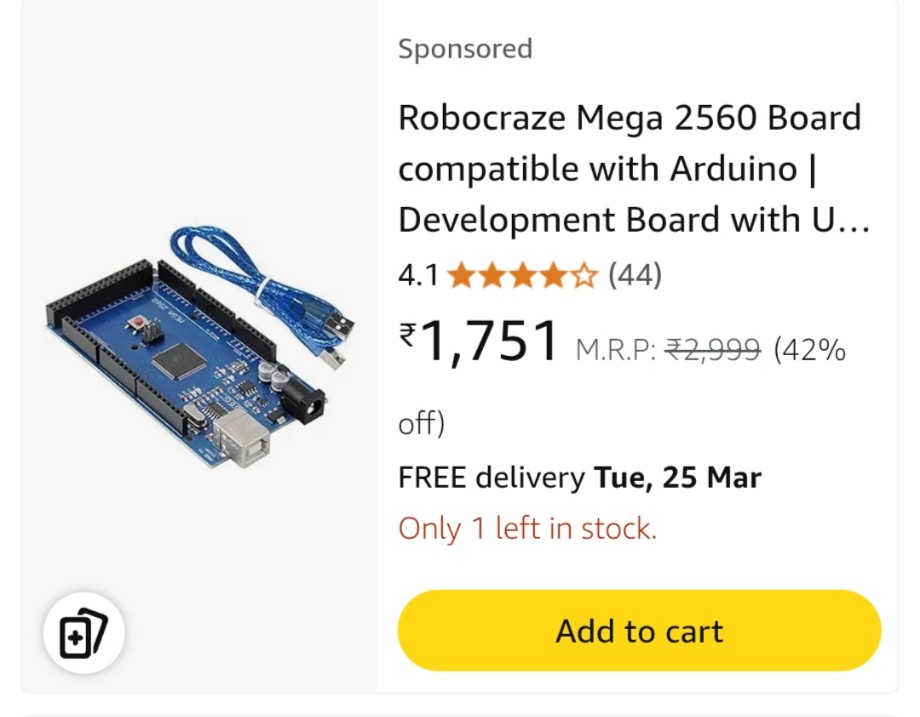 Sponsored
Robocraze Mega 2560 Board
compatible with Arduino |
Development Board with U...
4.1 (44)
₹1,751 M.R.P: ₹2,999 (42%
off)
FREE delivery Tue, 25 Mar
Only 1 left in stock.
Add to cart